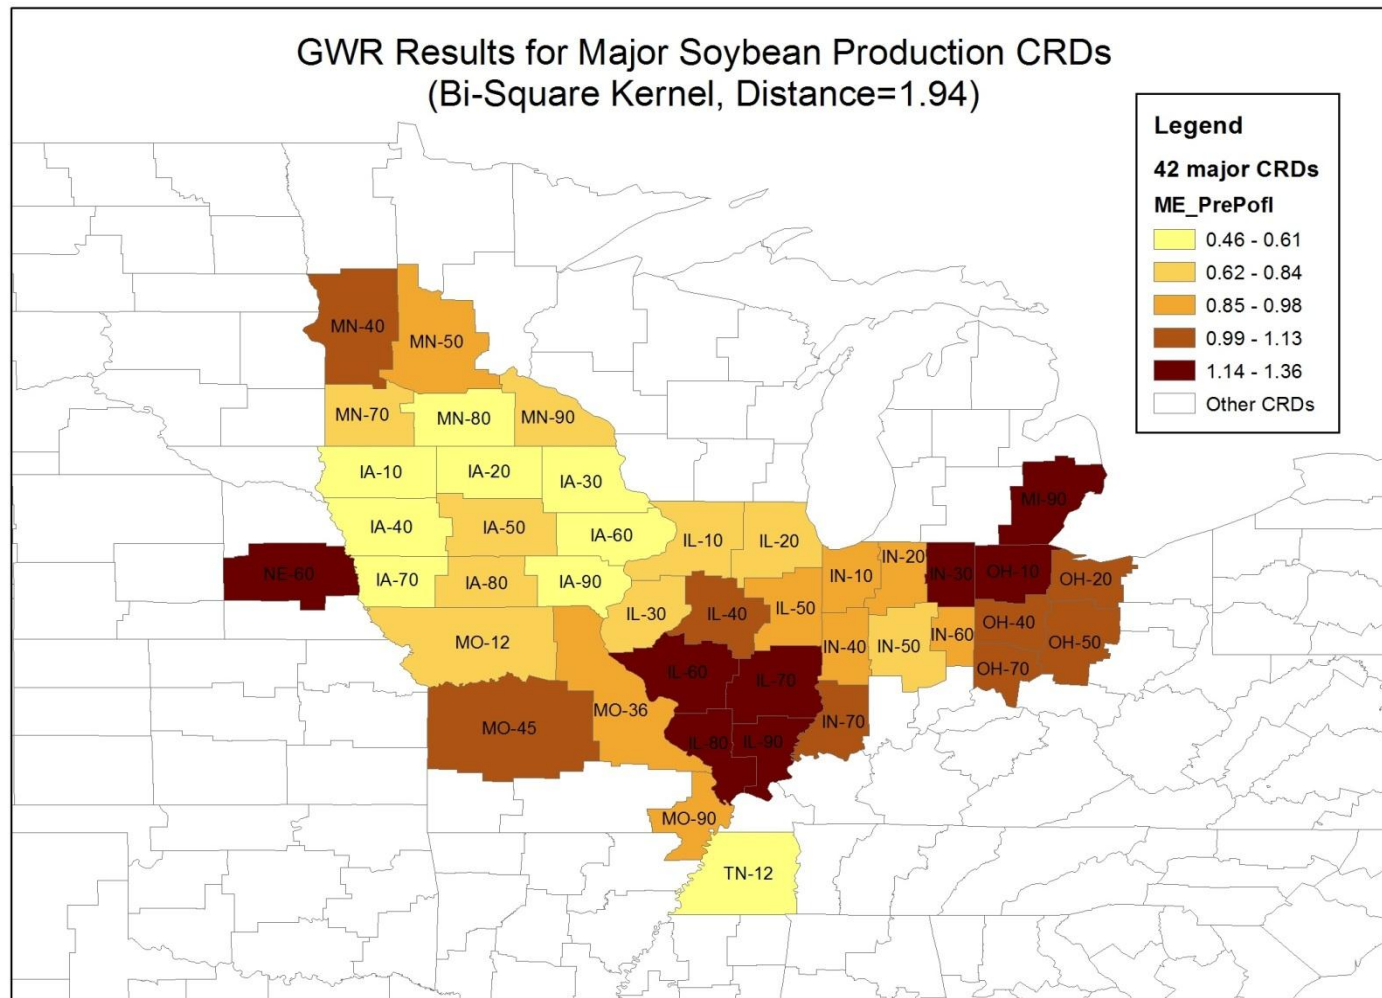 GWR Results for Major Soybean Production CRDs
(Bi-Square Kernel, Distance=1.94)
Legend
42 major CRDs
ME_PrePofl
0.46 - 0.61
0.62 - 0.84
0.85 - 0.98
0.99 - 1.13
1.14 - 1.36
Other CRDs
MN-40
MN-50
MN-70
MN-80
MN-90
IA-10
IA-20
IA-30
IA-40
IA-50
IA-60
IA-70
IA-80
IA-90
NE-60
IL-10
IL-20
IL-30
IL-40
IL-50
IL-60
IL-70
IL-80
IL-90
MO-12
MO-36
MO-45
MO-90
TN-12
IN-10
IN-20
IN-30
IN-40
IN-50
IN-60
IN-70
MI-90
OH-10
OH-20
OH-40
OH-50
OH-70